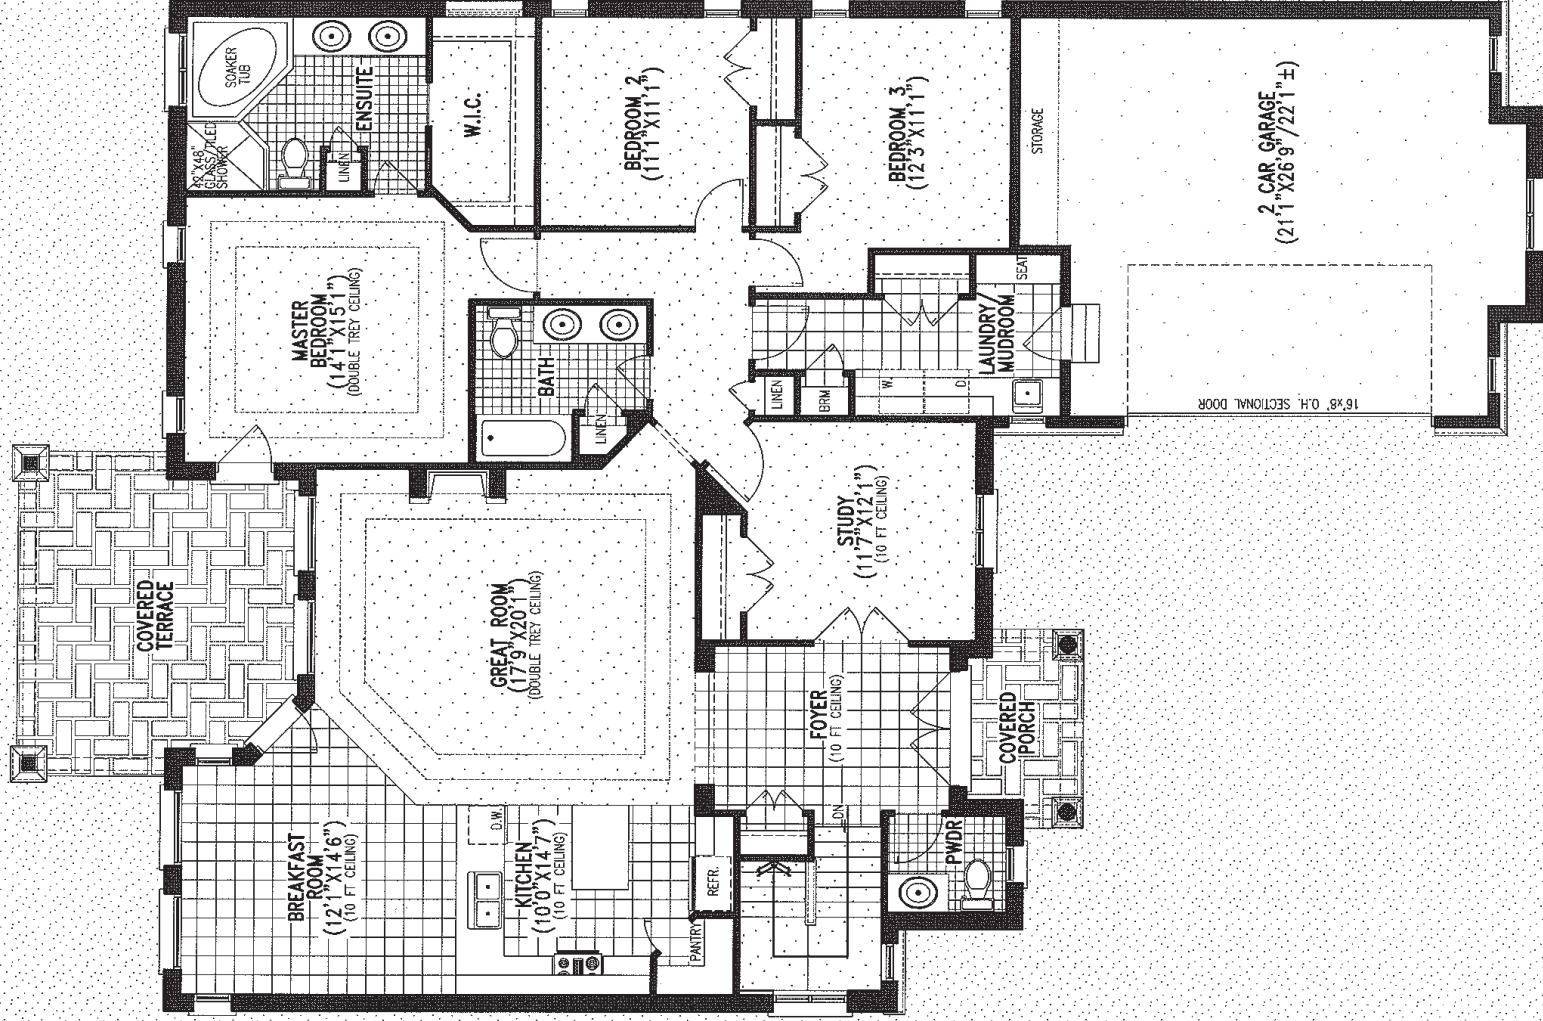 SOAKER
TUB
42"X48"
GLASS/TILED
SHOWER
ENSUITE
LINEN
W.I.C.
BEDROOM 2
(11'1"X11'1")
BEDROOM 3
(12'3"X11'1")
STORAGE
2 CAR GARAGE
(21'1"X26'9"/22'1"±)
16'x8' O.H. SECTIONAL DOOR
MASTER
BEDROOM
(14'1"X15'1")
(DOUBLE TREY CEILING)
BATH
LINEN
LINEN
BRM
W.
D.
LAUNDRY/
MUDROOM
SEAT
COVERED
TERRACE
GREAT ROOM
(17'9"X20'1")
(DOUBLE TREY CEILING)
STUDY
(11'7"X12'1")
(10 FT CEILING)
FOYER
(10 FT CEILING)
COVERED
PORCH
BREAKFAST
ROOM
(12'1"X14'6")
(10 FT CEILING)
D.W.
KITCHEN
(10'0"X14'7")
(10 FT CEILING)
REFR.
PANTRY
DN
PWDR